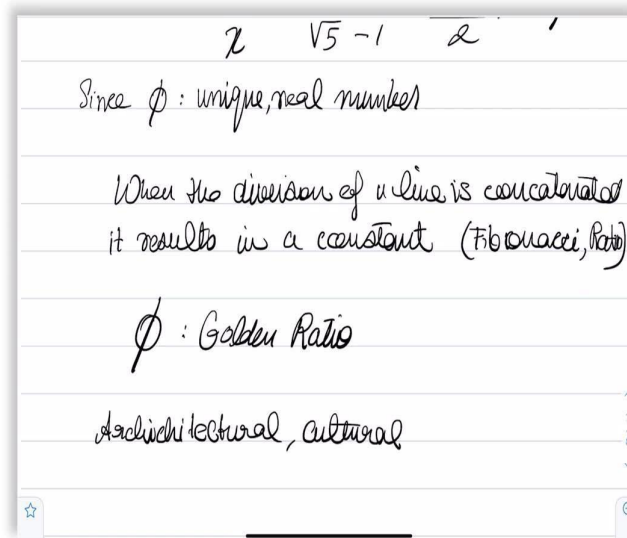 x √5 -1 2
Since φ : unique, real number
When the division of a line is concatenated
it results in a constant (Fibonacci, Ratio)
φ : Golden Ratio
Archichitectural, cultural